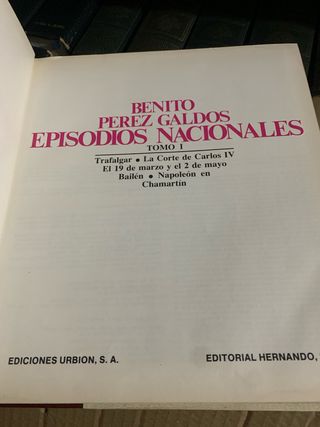 BENITO
PEREZ GALDOS
EPISODIOS NACIONALES
TOMO I
Trafalgar • La Corte de Carlos IV
El 19 de marzo y el 2 de mayo
Bailén • Napoleón en
Chamartín
EDICIONES URBION, S. A. EDITORIAL HERNANDO,